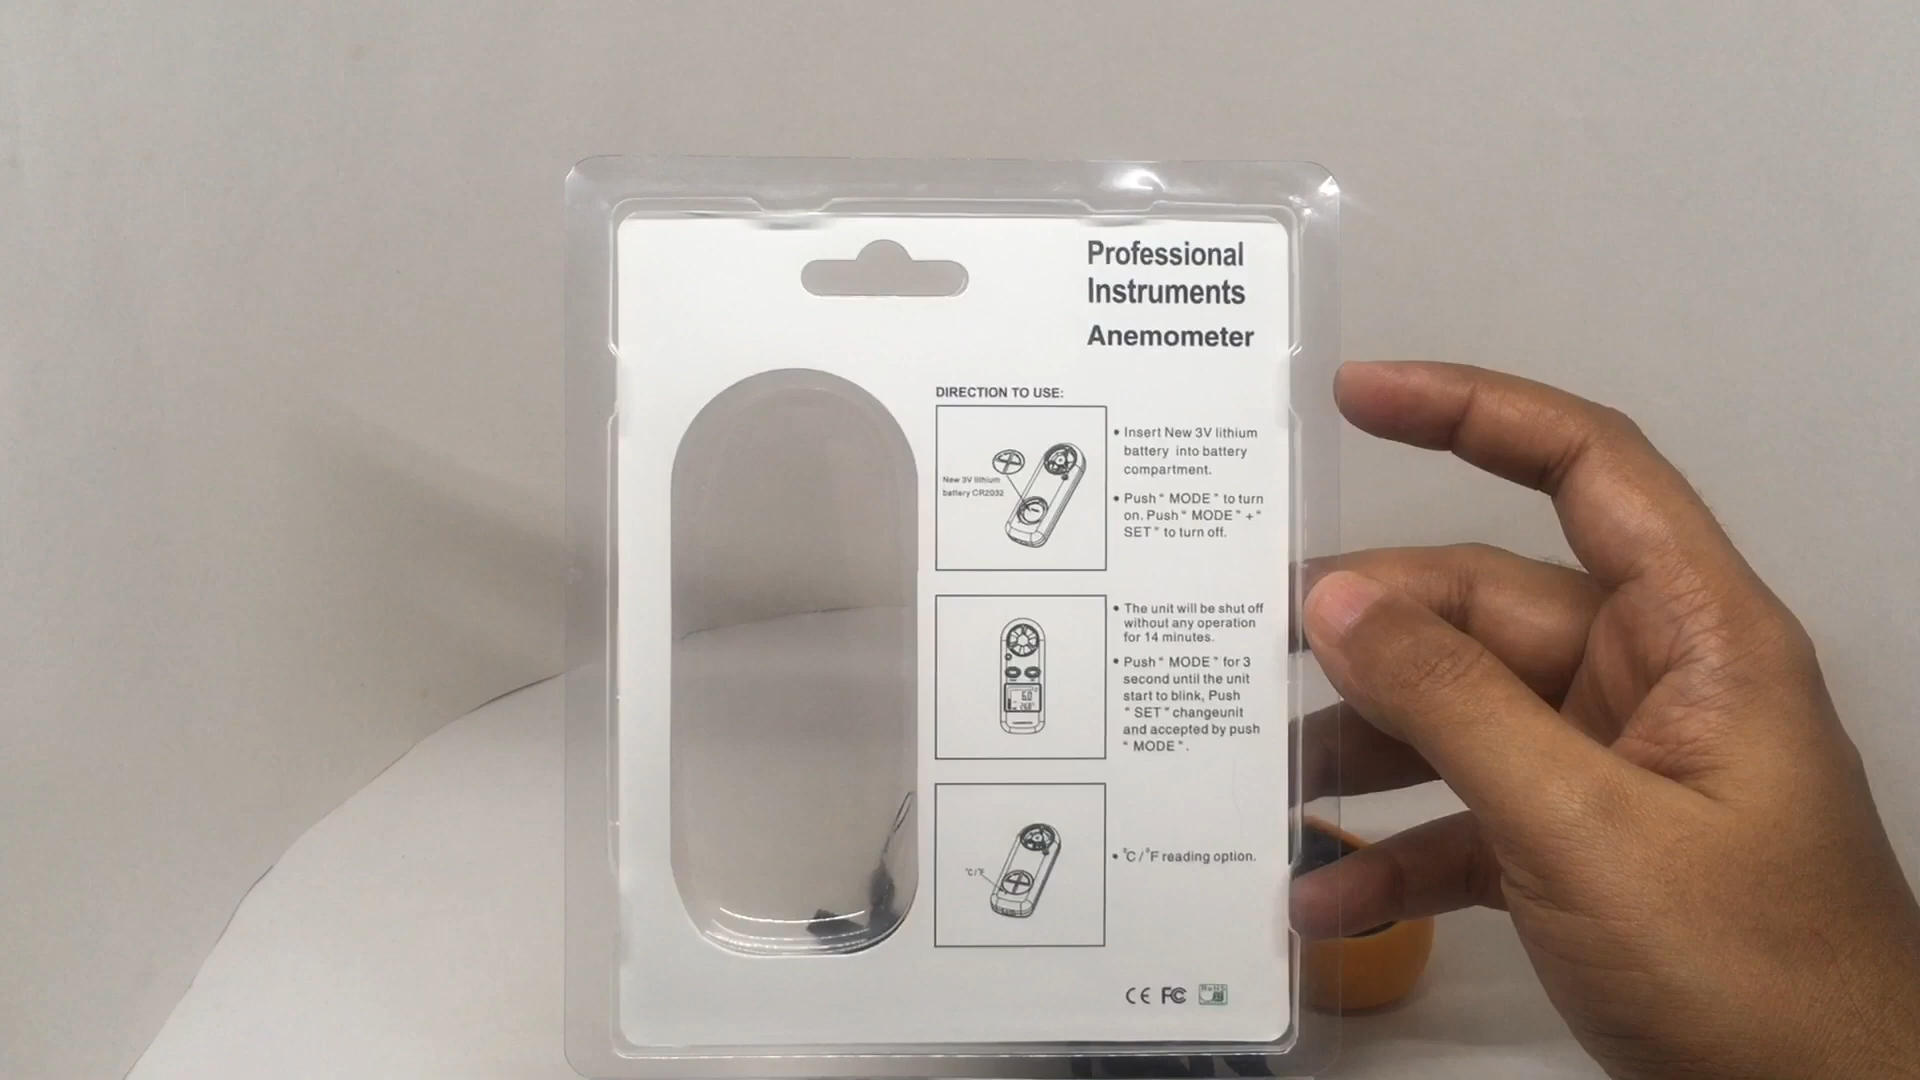 Professional
Instruments
Anemometer
DIRECTION TO USE:
New 3V lithium
battery CR2032
• Insert New 3V lithium
battery into battery
compartment.
• Push " MODE " to turn
on. Push " MODE " + "
SET " to turn off.
• The unit will be shut off
without any operation
for 14 minutes.
• Push " MODE " for 3
second until the unit
start to blink, Push
" SET " changeunit
and accepted by push
" MODE ".
°C/°F
• °C / °F reading option.
CE FC RoHS